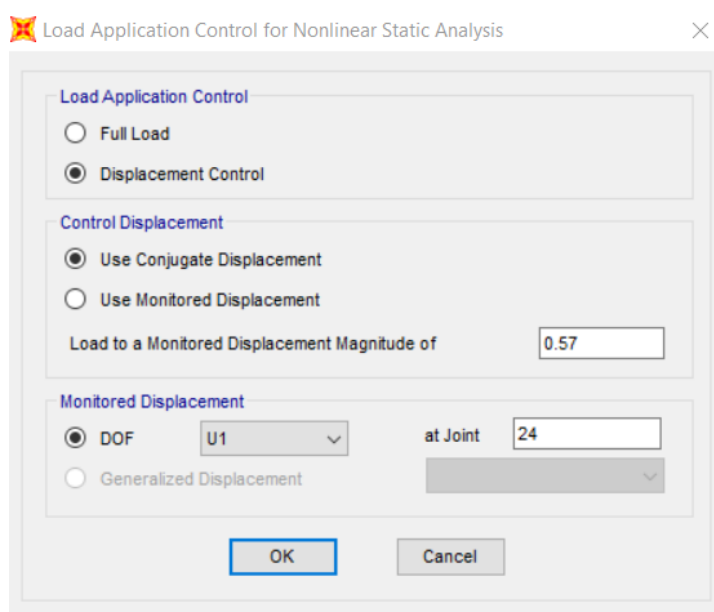 Load Application Control for Nonlinear Static Analysis
Load Application Control
Full Load
Displacement Control
Control Displacement
Use Conjugate Displacement
Use Monitored Displacement
Load to a Monitored Displacement Magnitude of 0.57
Monitored Displacement
DOF U1 at Joint 24
Generalized Displacement
OK Cancel